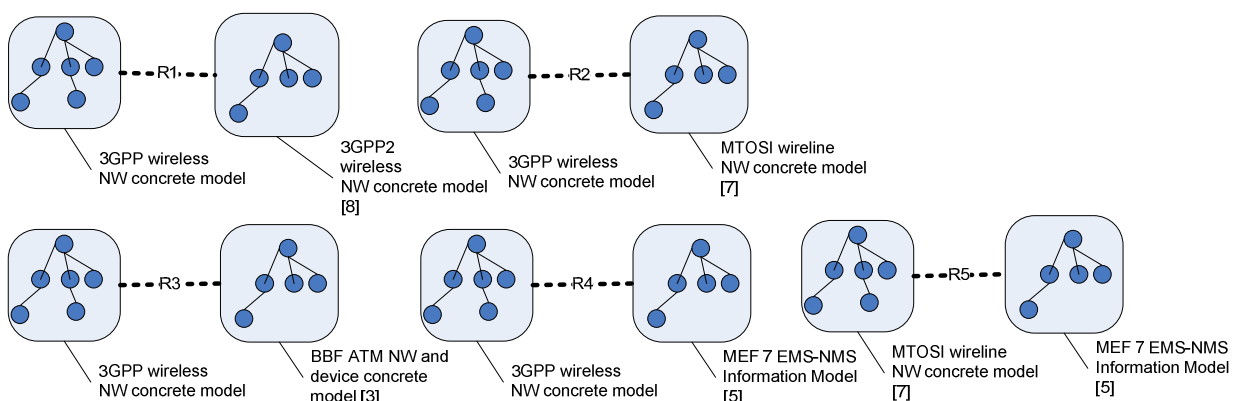 R1
R2
3GPP wireless
NW concrete model
3GPP2
wireless
NW concrete model
[8]
3GPP wireless
NW concrete model
MTOSI wireline
NW concrete model
[7]
R3
R4
R5
3GPP wireless
NW concrete model
BBF ATM NW and
device concrete
model [3]
3GPP wireless
NW concrete model
MEF 7 EMS-NMS
Information Model
[5]
MTOSI wireline
NW concrete model
[7]
MEF 7 EMS-NMS
Information Model
[5]